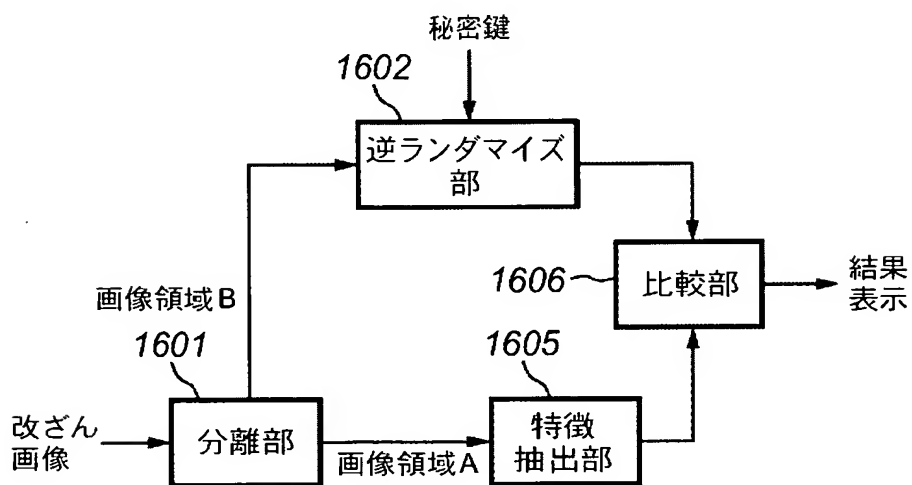 秘密鍵
1602
逆ランダマイズ
部
画像領域B
1606
比較部
結果
表示
1601
1605
改ざん
画像
分離部
画像領域A
特徴
抽出部